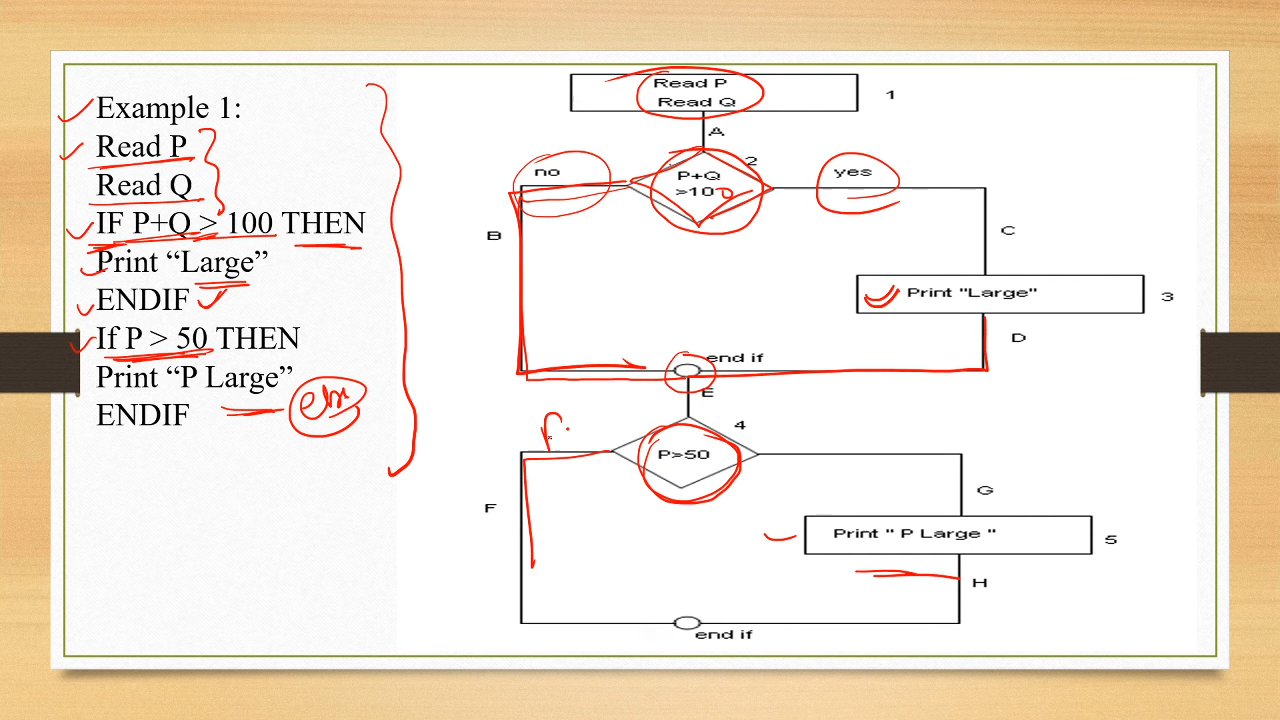 Example 1:
Read P
Read Q
IF P+Q > 100 THEN
Print “Large”
ENDIF
If P > 50 THEN
Print “P Large”
ENDIF
Read P
Read Q
1
A
2
no
P+Q
>100
yes
B
C
Print "Large"
3
D
end if
E
4
P>50
F
G
Print " P Large "
5
H
end if